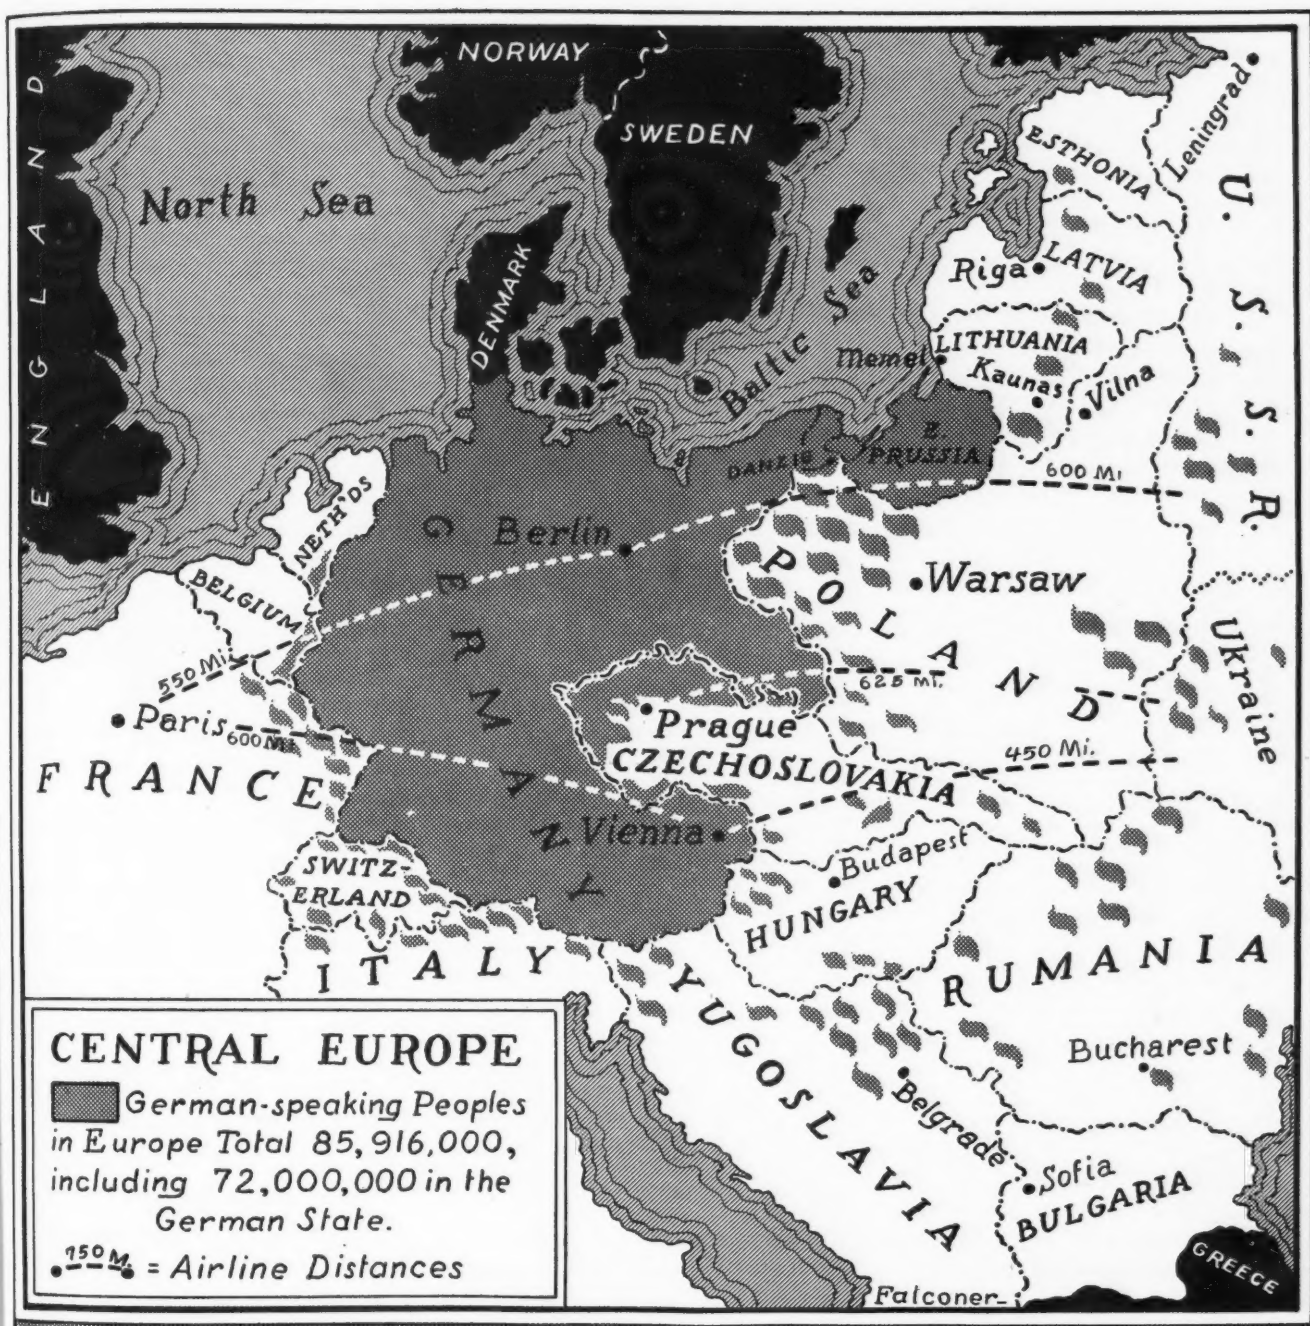 NORWAY
SWEDEN
ENGLAND
North Sea
DENMARK
Baltic Sea
Leningrad
ESTHONIA
U.S.S.R.
LATVIA
Riga
LITHUANIA
Memel
Kaunas
Vilna
E. PRUSSIA
DANZIG
600 Mi
NETH'DS
BELGIUM
GERMANY
Berlin
POLAND
Warsaw
Ukraine
550 Mi.
625 Mi.
Paris
600 Mi.
Prague
CZECHOSLOVAKIA
450 Mi.
FRANCE
Vienna
SWITZ-
ERLAND
Budapest
HUNGARY
ITALY
YUGOSLAVIA
RUMANIA
Bucharest
Belgrade
Sofia
BULGARIA
GREECE
Falconer-
CENTRAL EUROPE
German-speaking Peoples
in Europe Total 85,916,000,
including 72,000,000 in the
German State.
150 M. = Airline Distances